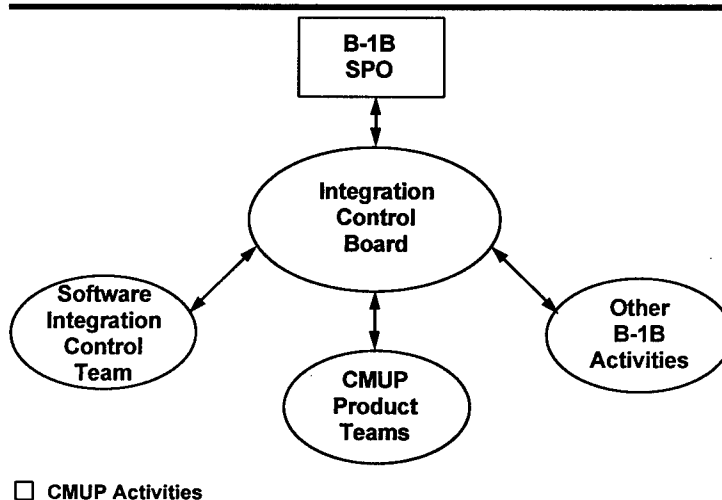 B-1B
SPO
Integration
Control
Board
Software
Integration
Control
Team
CMUP
Product
Teams
Other
B-1B
Activities
CMUP Activities